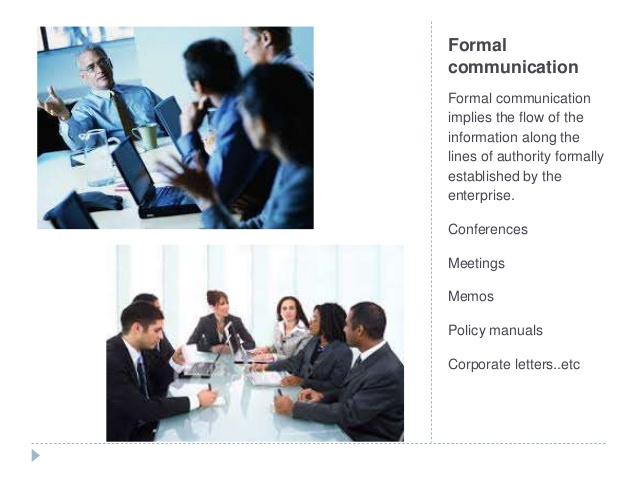 Formal
communication
Formal communication
implies the flow of the
information along the
lines of authority formally
established by the
enterprise.
Conferences
Meetings
Memos
Policy manuals
Corporate letters..etc